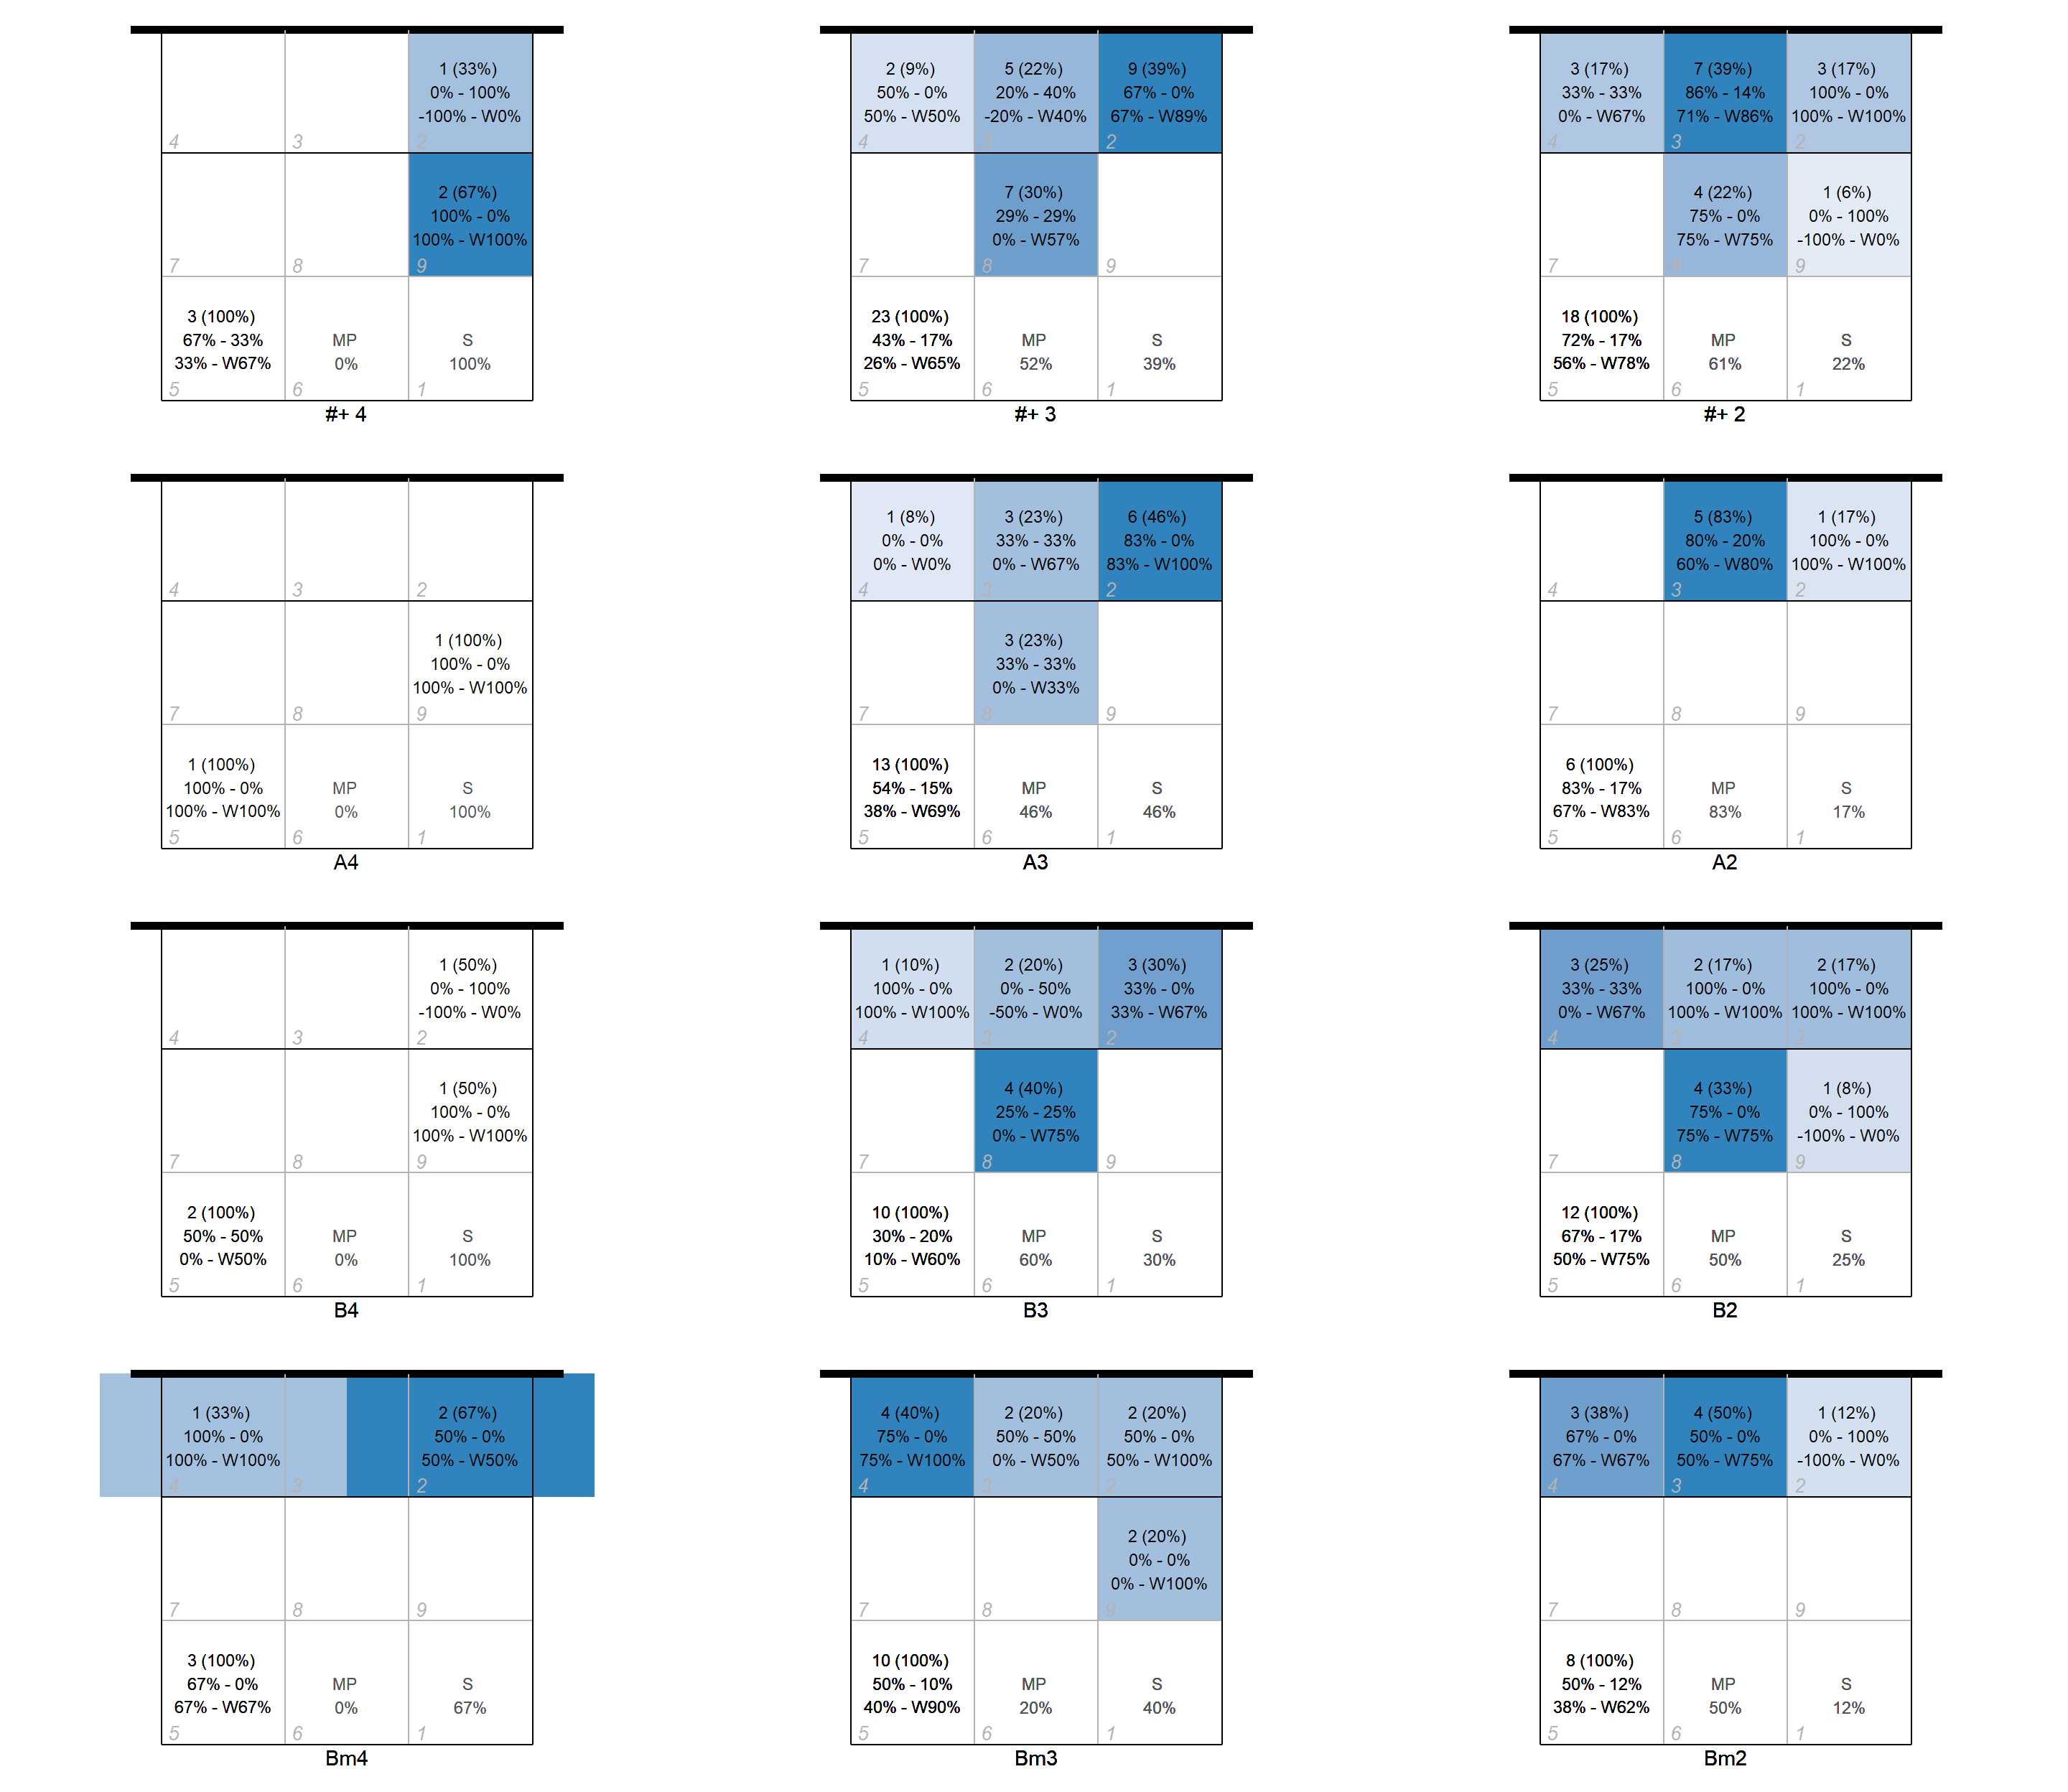 1 (33%)
0% - 100%
-100% - W0%
4
3
2
2 (67%)
100% - 0%
100% - W100%
7
8
9
3 (100%)
67% - 33%
33% - W67%
MP
0%
S
100%
5
6
1
#+ 4
2 (9%)
50% - 0%
50% - W50%
5 (22%)
20% - 40%
-20% - W40%
9 (39%)
67% - 0%
67% - W89%
4
3
2
7 (30%)
29% - 29%
0% - W57%
7
8
9
23 (100%)
43% - 17%
26% - W65%
MP
52%
S
39%
5
6
1
#+ 3
3 (17%)
33% - 33%
0% - W67%
7 (39%)
86% - 14%
71% - W86%
3 (17%)
100% - 0%
100% - W100%
4
3
2
4 (22%)
75% - 0%
75% - W75%
1 (6%)
0% - 100%
-100% - W0%
7
8
9
18 (100%)
72% - 17%
56% - W78%
MP
61%
S
22%
5
6
1
#+ 2
4
3
2
1 (100%)
100% - 0%
100% - W100%
7
8
9
1 (100%)
100% - 0%
100% - W100%
MP
0%
S
100%
5
6
1
A4
1 (8%)
0% - 0%
0% - W0%
3 (23%)
33% - 33%
0% - W67%
6 (46%)
83% - 0%
83% - W100%
4
3
2
3 (23%)
33% - 33%
0% - W33%
7
8
9
13 (100%)
54% - 15%
38% - W69%
MP
46%
S
46%
5
6
1
A3
5 (83%)
80% - 20%
60% - W80%
1 (17%)
100% - 0%
100% - W100%
4
3
2
7
8
9
6 (100%)
83% - 17%
67% - W83%
MP
83%
S
17%
5
6
1
A2
1 (50%)
0% - 100%
-100% - W0%
4
3
2
1 (50%)
100% - 0%
100% - W100%
7
8
9
2 (100%)
50% - 50%
0% - W50%
MP
0%
S
100%
5
6
1
B4
1 (10%)
100% - 0%
100% - W100%
2 (20%)
0% - 50%
-50% - W0%
3 (30%)
33% - 0%
33% - W67%
4
3
2
4 (40%)
25% - 25%
0% - W75%
7
8
9
10 (100%)
30% - 20%
10% - W60%
MP
60%
S
30%
5
6
1
B3
3 (25%)
33% - 33%
0% - W67%
2 (17%)
100% - 0%
100% - W100%
2 (17%)
100% - 0%
100% - W100%
4
3
2
4 (33%)
75% - 0%
75% - W75%
1 (8%)
0% - 100%
-100% - W0%
7
8
9
12 (100%)
67% - 17%
50% - W75%
MP
50%
S
25%
5
6
1
B2
1 (33%)
100% - 0%
100% - W100%
2 (67%)
50% - 0%
50% - W50%
4
3
2
7
8
9
3 (100%)
67% - 0%
67% - W67%
MP
0%
S
67%
5
6
1
Bm4
4 (40%)
75% - 0%
75% - W100%
2 (20%)
50% - 50%
0% - W50%
2 (20%)
50% - 0%
50% - W100%
4
3
2
2 (20%)
0% - 0%
0% - W100%
7
8
9
10 (100%)
50% - 10%
40% - W90%
MP
20%
S
40%
5
6
1
Bm3
3 (38%)
67% - 0%
67% - W67%
4 (50%)
50% - 0%
50% - W75%
1 (12%)
0% - 100%
-100% - W0%
4
3
2
7
8
9
8 (100%)
50% - 12%
38% - W62%
MP
50%
S
12%
5
6
1
Bm2